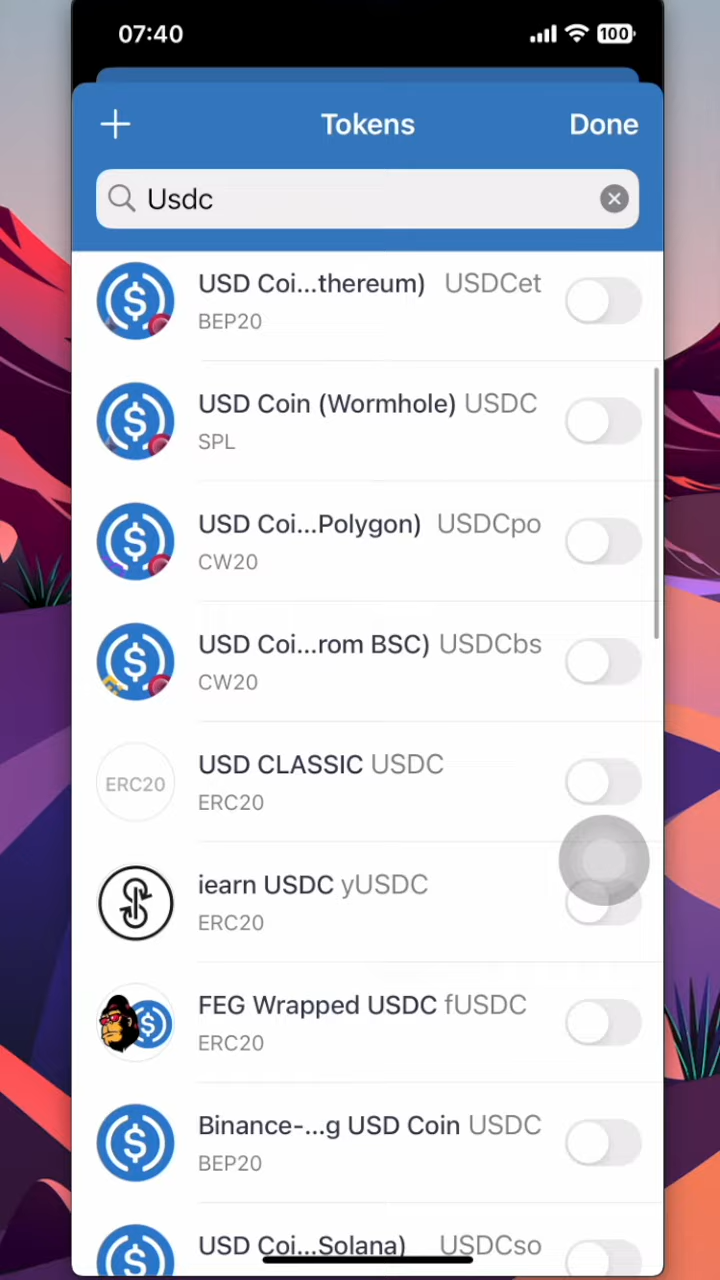 07:40
100
Tokens
Done
Usdc
USD Coi...thereum) USDCet
BEP20
USD Coin (Wormhole) USDC
SPL
USD Coi...Polygon) USDCpo
CW20
USD Coi...rom BSC) USDCbs
CW20
ERC20
USD CLASSIC USDC
ERC20
iearn USDC yUSDC
ERC20
FEG Wrapped USDC fUSDC
ERC20
Binance-...g USD Coin USDC
BEP20
USD Coi...Solana) USDCso